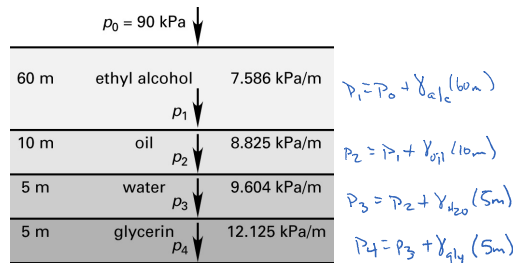 p₀ = 90 kPa
60 m ethyl alcohol 7.586 kPa/m
p₁
P₁ = P₀ + γalc (60m)
10 m oil 8.825 kPa/m
p₂
P₂ = P₁ + γoil (10m)
5 m water 9.604 kPa/m
p₃
P₃ = P₂ + γH₂O (5m)
5 m glycerin 12.125 kPa/m
p₄
P4 = P₃ + γgly (5m)